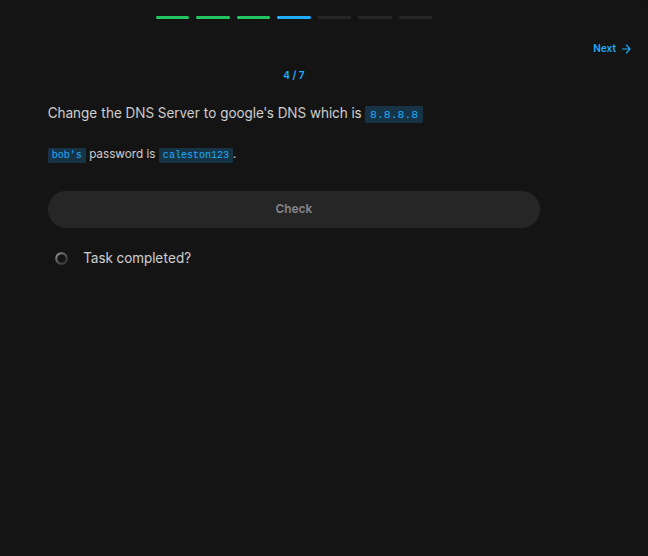 Next →
4 / 7
Change the DNS Server to google's DNS which is 8.8.8.8
bob's password is caleston123.
Check
Task completed?